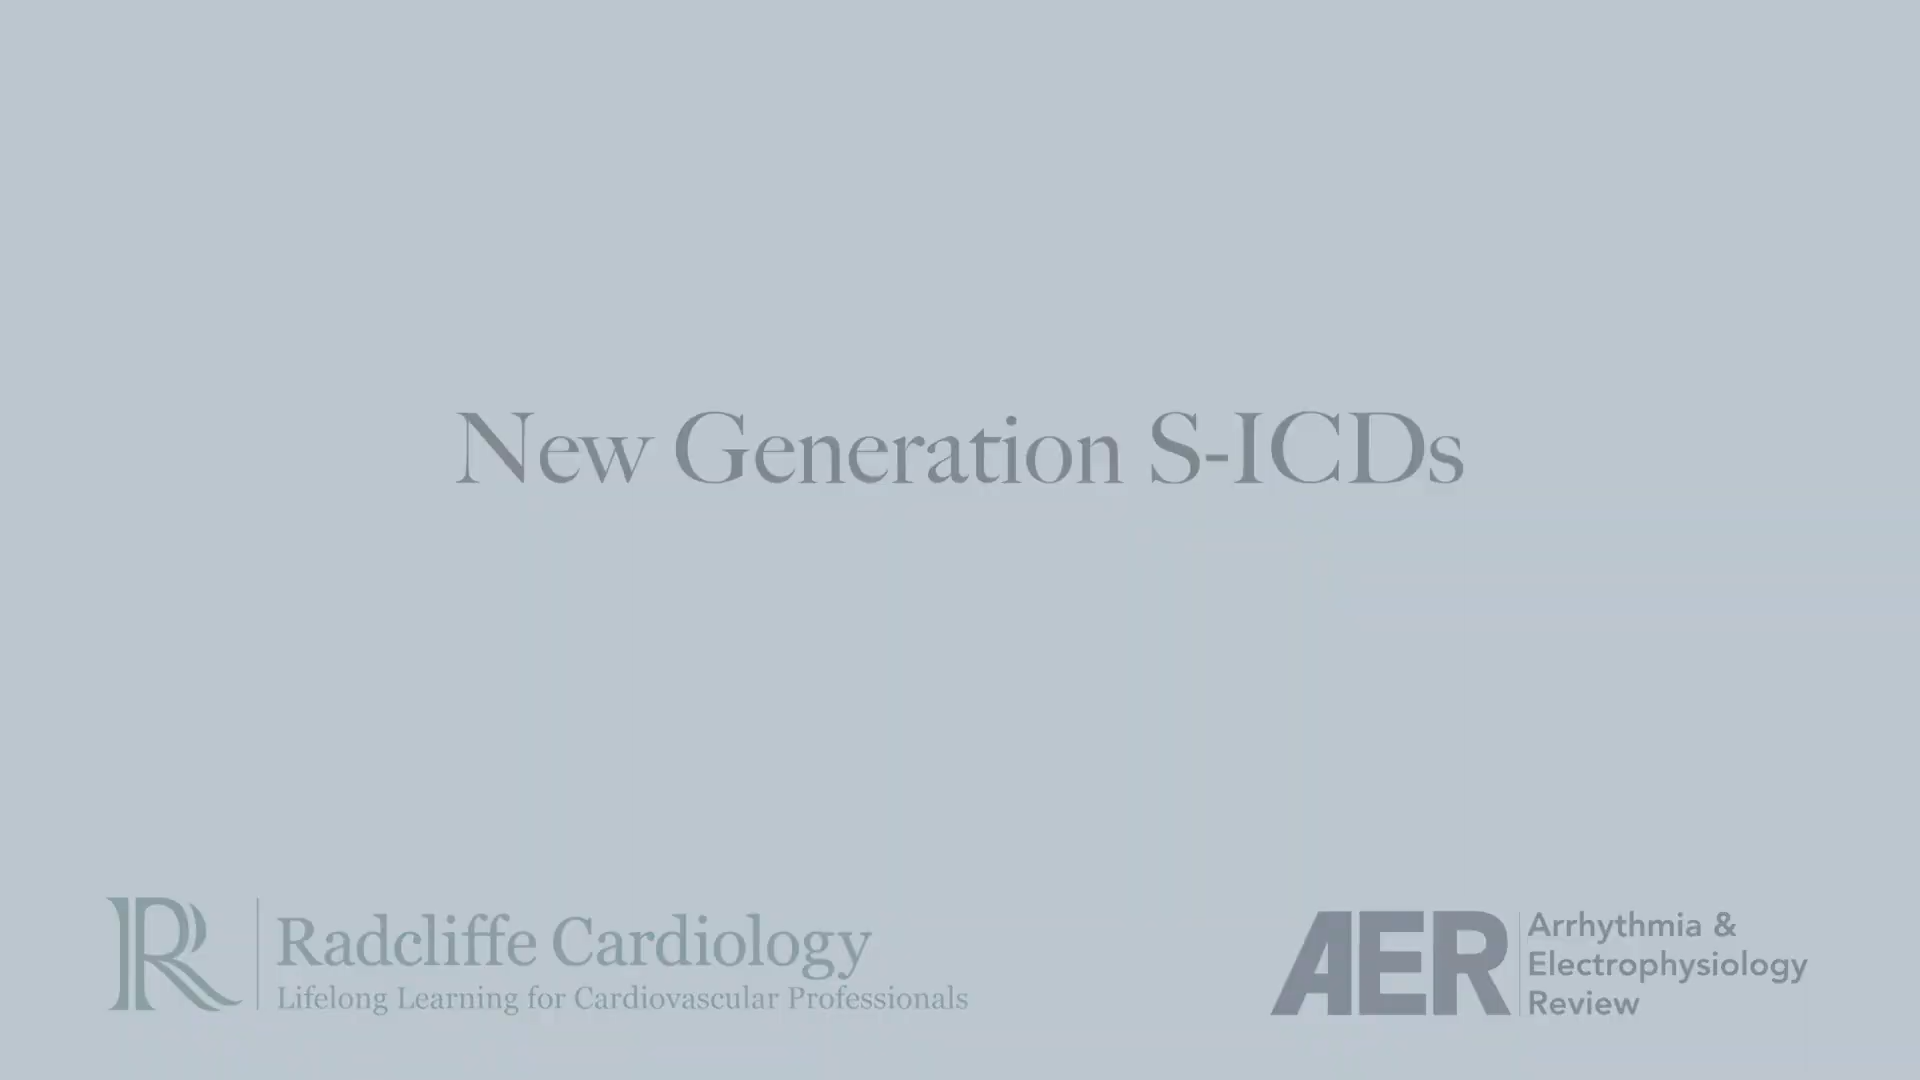 New Generation S-ICDs
R
Radcliffe Cardiology
Lifelong Learning for Cardiovascular Professionals
AER
Arrhythmia &
Electrophysiology
Review